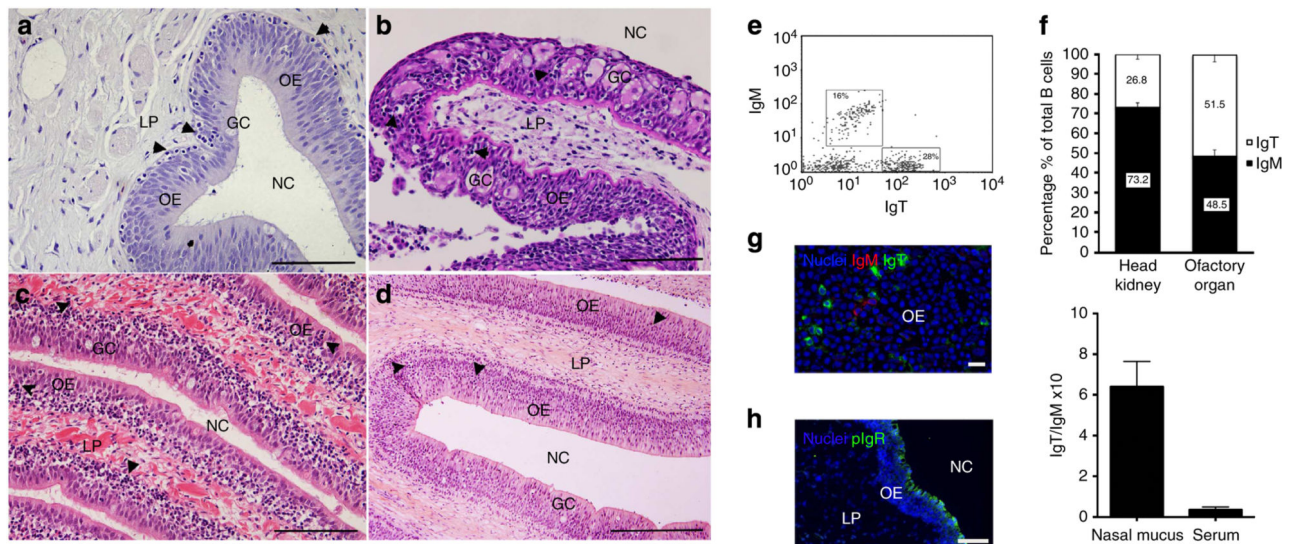 a
OE
LP
GC
NC
OE
b
NC
GC
LP
GC
OE
c
OE
GC
OE
NC
LP
d
OE
LP
OE
NC
GC
e
10⁴
10³
10²
10¹
10⁰
IgM
16%
28%
10⁰ 10¹ 10² 10³ 10⁴
IgT
g
Nuclei IgM IgT
OE
h
Nuclei pIgR
NC
OE
LP
f
Percentage % of total B cells
100
90
80
70
60
50
40
30
20
10
0
26.8
73.2
51.5
48.5
IgT
IgM
Head
kidney
Ofactory
organ
IgT/IgM x10
10
8
6
4
2
0
Nasal mucus Serum